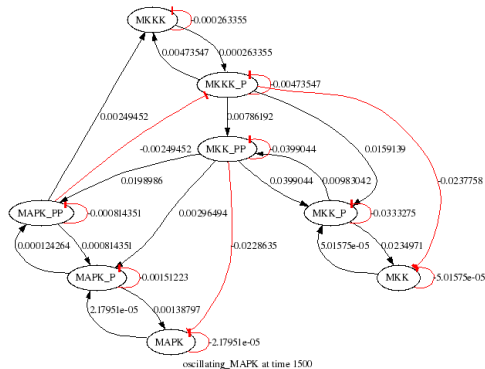 MKKK
-0.000263355
0.00473547
0.000263355
MKKK_P
-0.00473547
0.00249452
0.00786192
-0.00249452
0.0159139
MKK_PP
-0.0399044
-0.0237758
0.0198986
0.0399044
0.00983042
MAPK_PP
-0.000814351
0.00296494
MKK_P
-0.0333275
0.000124264
0.000814351
-0.0228635
5.01575e-05
0.0234971
MAPK_P
-0.00151223
MKK
-5.01575e-05
2.17951e-05
0.00138797
MAPK
-2.17951e-05
oscillating_MAPK at time 1500